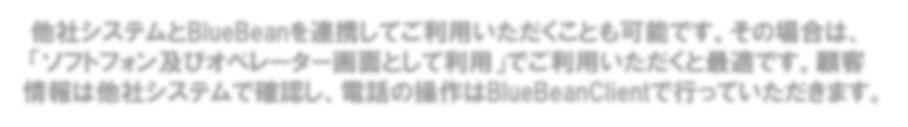 他社システムとBlueBeanを連携してご利用いただくことも可能です。その場合は、
「ソフトフォン及びオペレーター画面として利用」でご利用いただくと最適です。顧客
情報は他社システムで確認し、電話の操作はBlueBeanClientで行っていただきます。